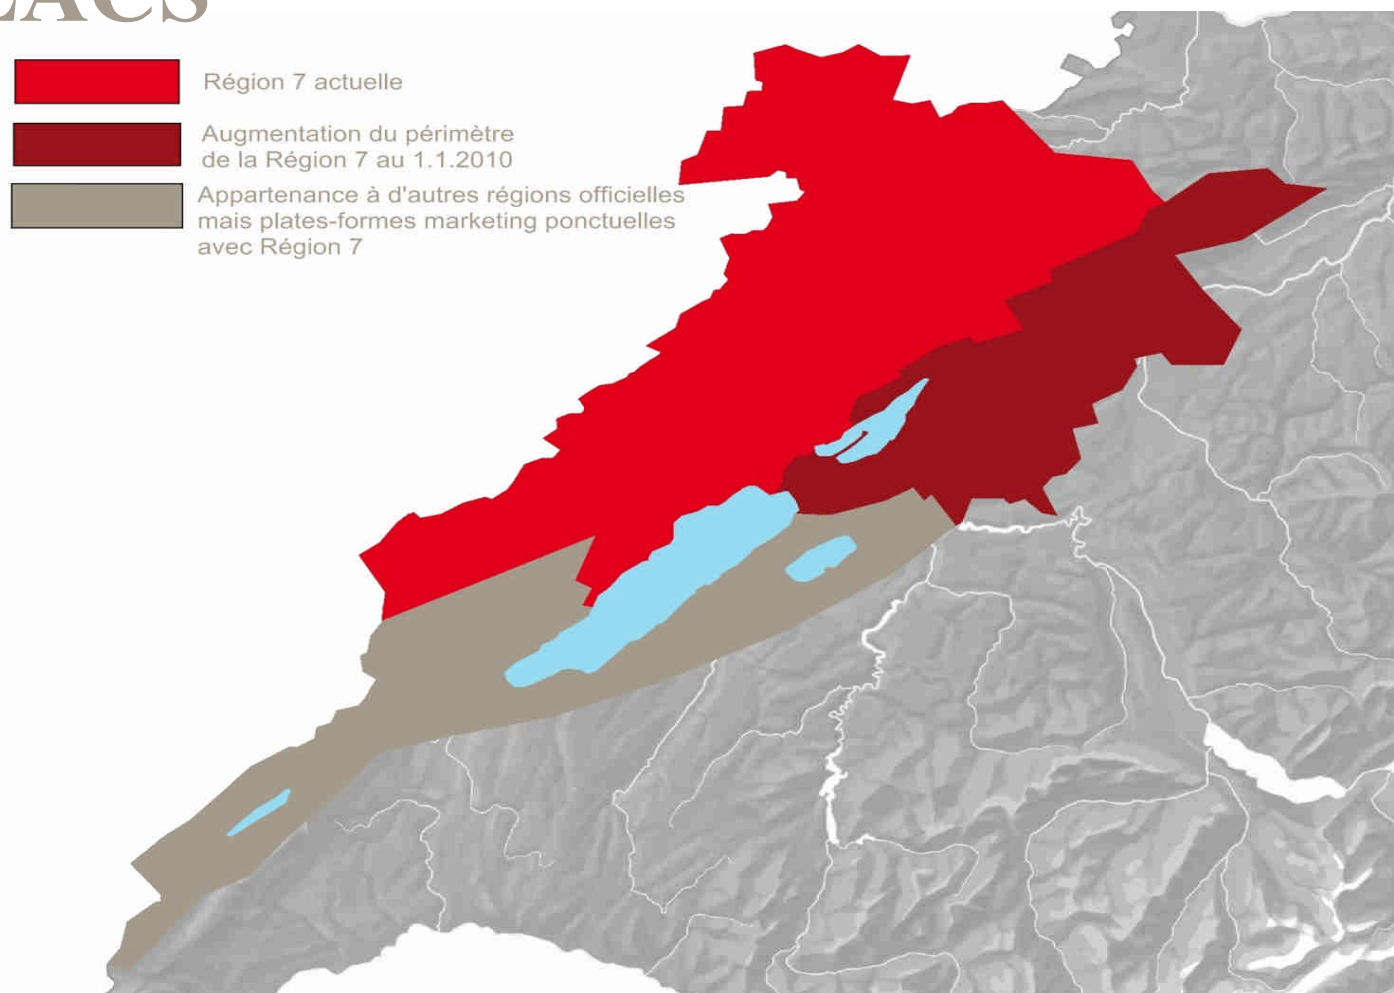 LACS
Région 7 actuelle
Augmentation du périmètre
de la Région 7 au 1.1.2010
Appartenance à d'autres régions officielles
mais plates-formes marketing ponctuelles
avec Région 7